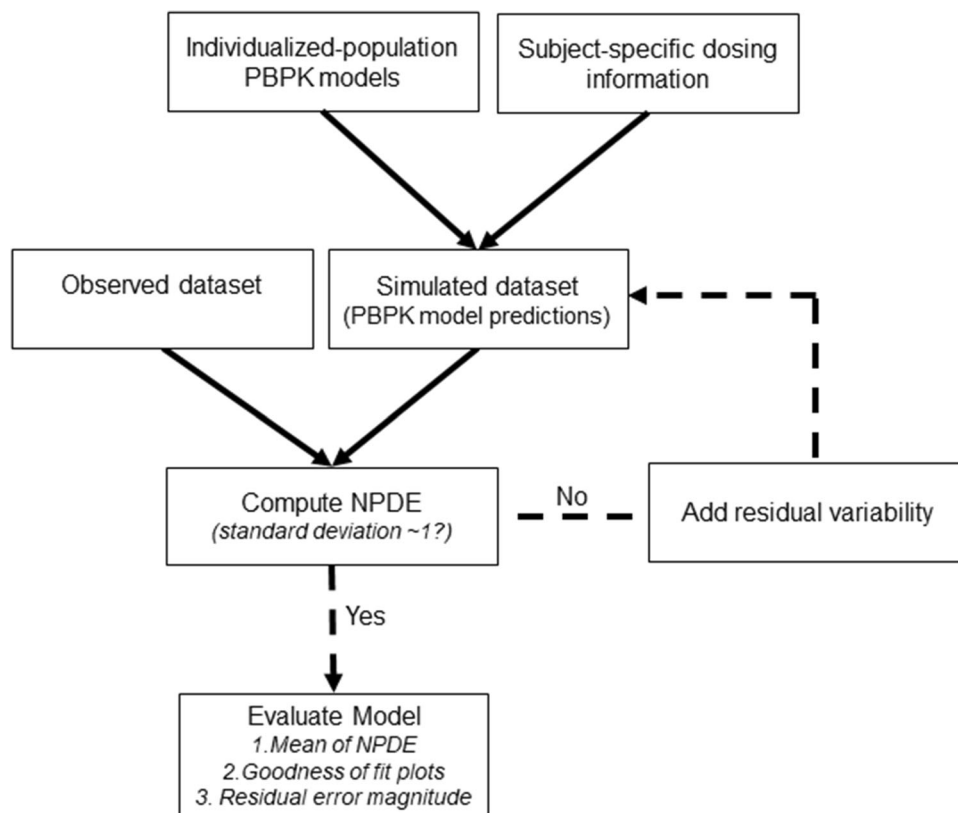 Individualized-population
PBPK models
Subject-specific dosing
information
Observed dataset
Simulated dataset
(PBPK model predictions)
Compute NPDE
(standard deviation ~1?)
No
Add residual variability
Yes
Evaluate Model
1.Mean of NPDE
2.Goodness of fit plots
3. Residual error magnitude